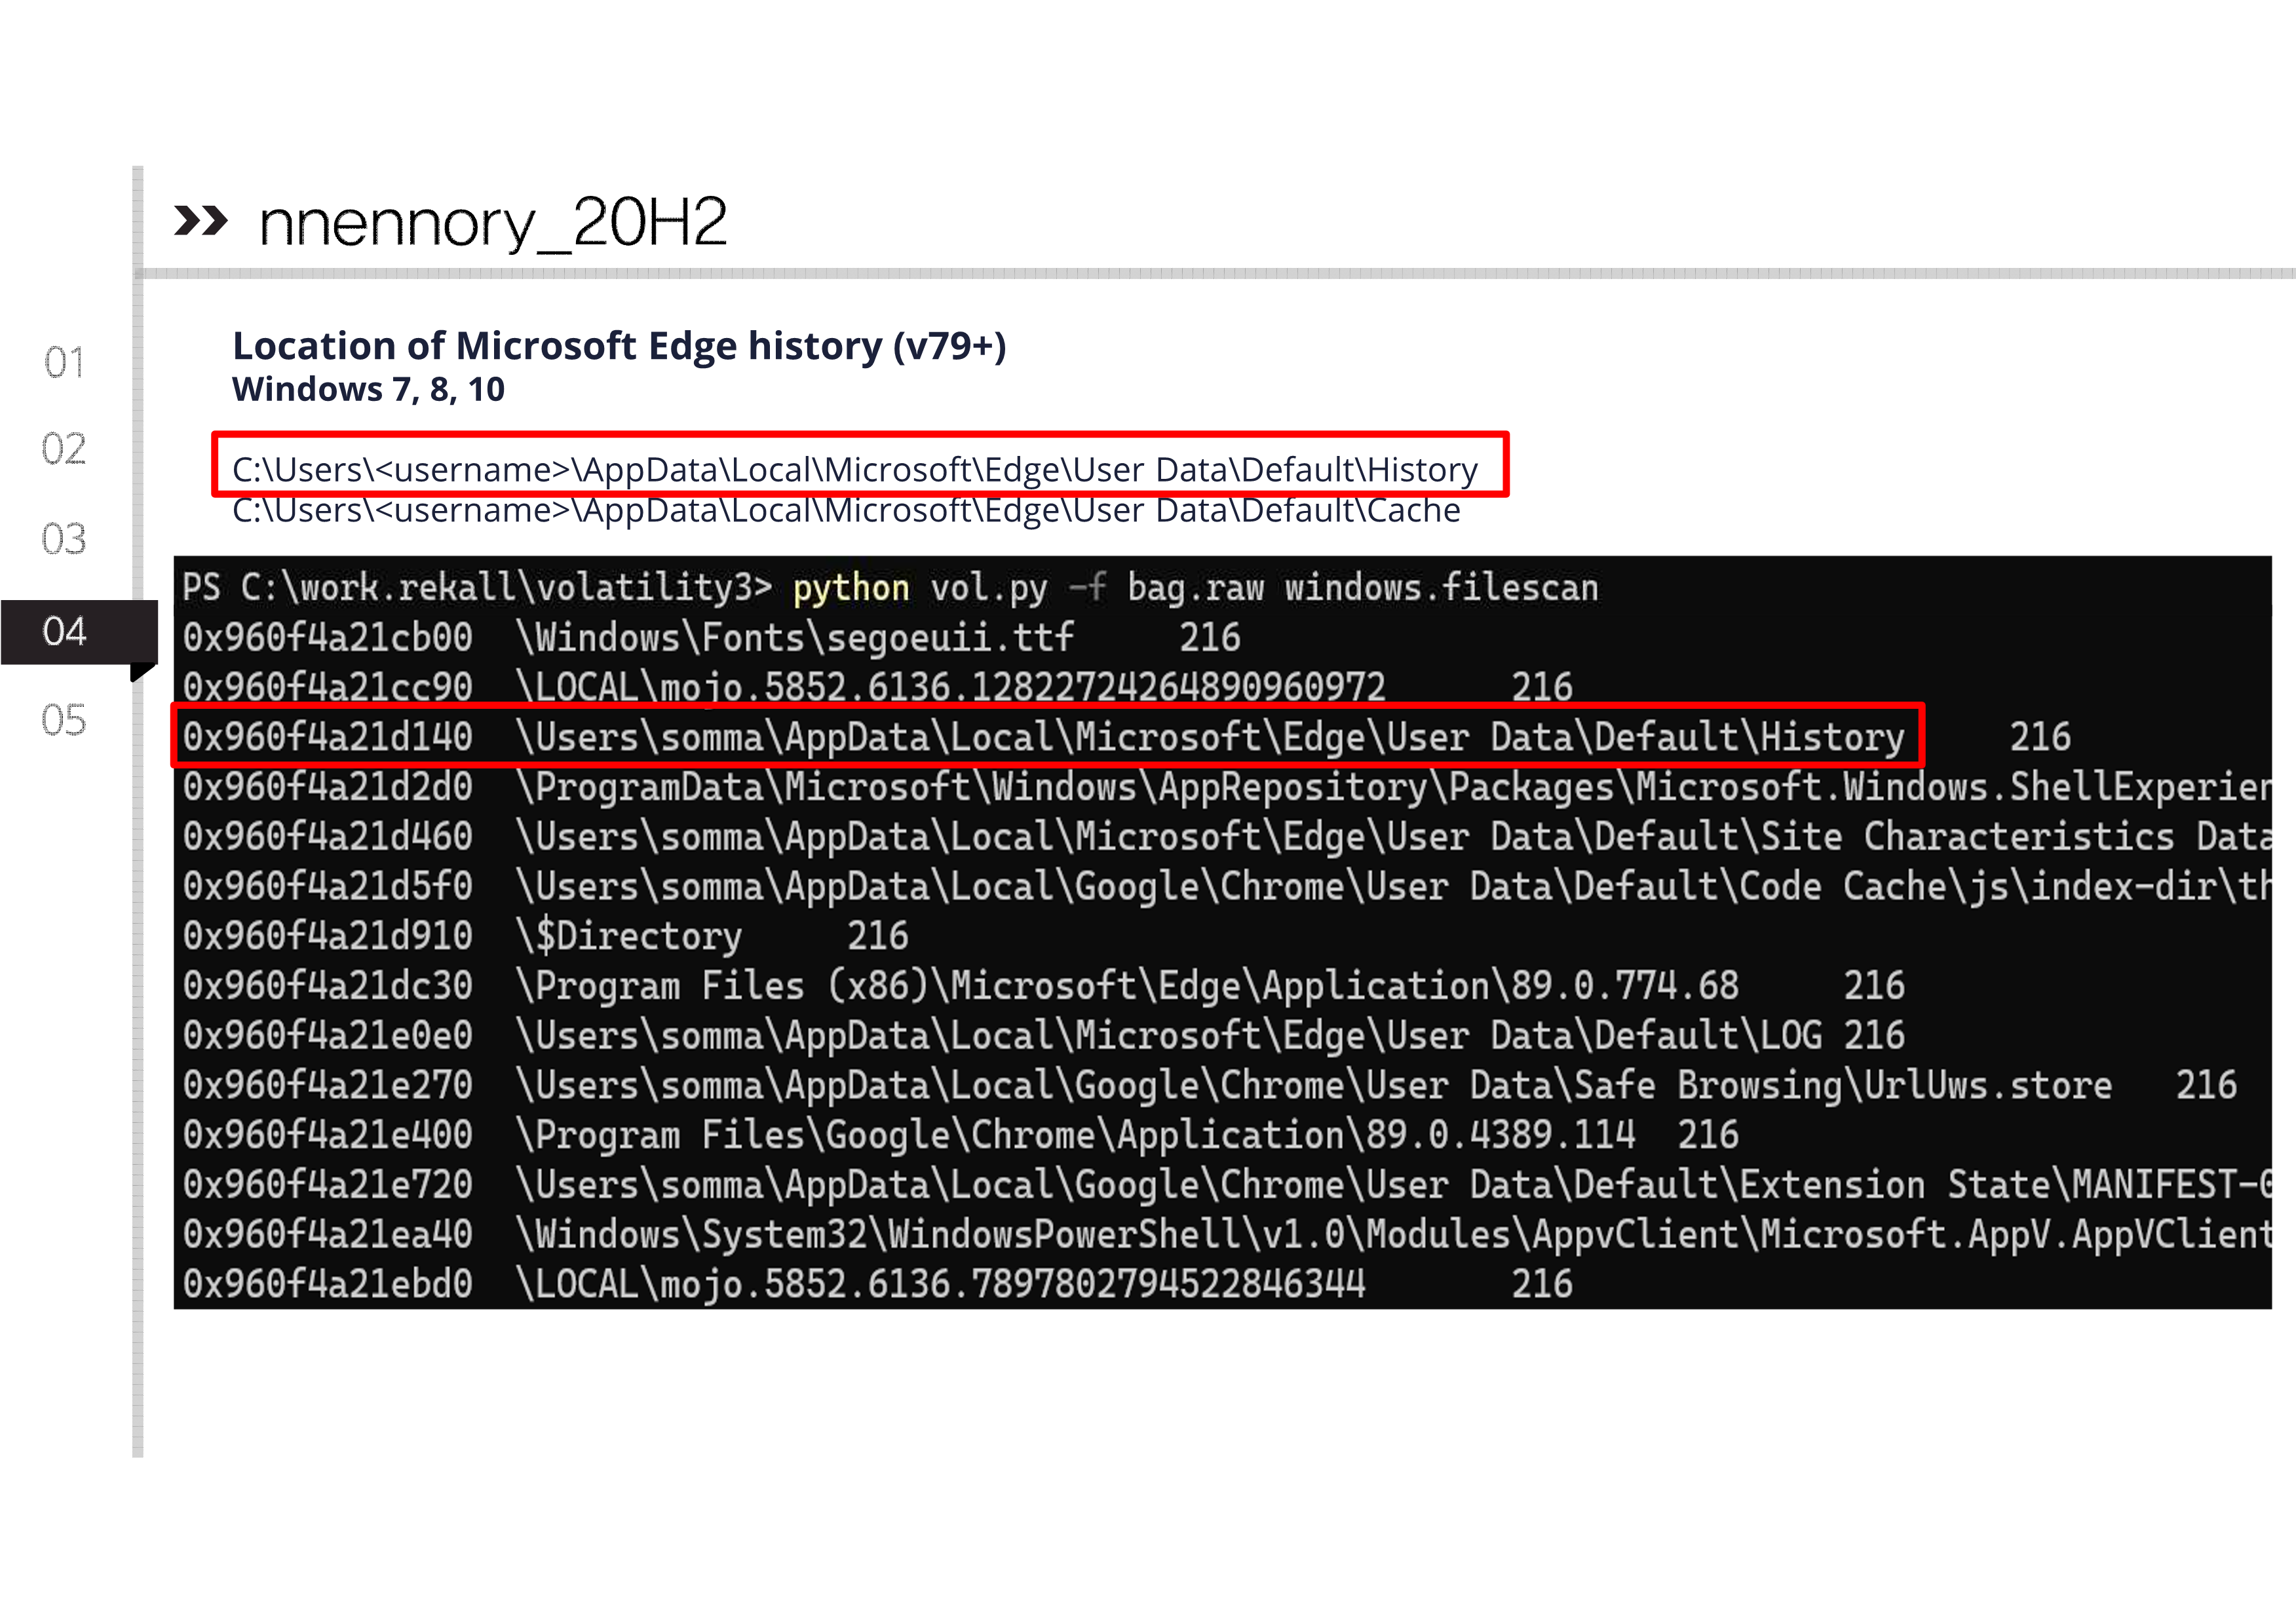 nnennory_20H2
01
02
03
04
05
Location of Microsoft Edge history (v79+)
Windows 7, 8, 10
C:\Users\<username>\AppData\Local\Microsoft\Edge\User Data\Default\History
C:\Users\<username>\AppData\Local\Microsoft\Edge\User Data\Default\Cache
PS C:\work.rekall\volatility3> python vol.py -f bag.raw windows.filescan
0x960f4a21cb00 \Windows\Fonts\segoeuii.ttf 216
0x960f4a21cc90 \LOCAL\mojo.5852.6136.12822724264890960972 216
0x960f4a21d140 \Users\somma\AppData\Local\Microsoft\Edge\User Data\Default\History 216
0x960f4a21d2d0 \ProgramData\Microsoft\Windows\AppRepository\Packages\Microsoft.Windows.ShellExperien
0x960f4a21d460 \Users\somma\AppData\Local\Microsoft\Edge\User Data\Default\Site Characteristics Data
0x960f4a21d5f0 \Users\somma\AppData\Local\Google\Chrome\User Data\Default\Code Cache\js\index-dir\th
0x960f4a21d910 \$Directory 216
0x960f4a21dc30 \Program Files (x86)\Microsoft\Edge\Application\89.0.774.68 216
0x960f4a21e0e0 \Users\somma\AppData\Local\Microsoft\Edge\User Data\Default\LOG 216
0x960f4a21e270 \Users\somma\AppData\Local\Google\Chrome\User Data\Safe Browsing\UrlUws.store 216
0x960f4a21e400 \Program Files\Google\Chrome\Application\89.0.4389.114 216
0x960f4a21e720 \Users\somma\AppData\Local\Google\Chrome\User Data\Default\Extension State\MANIFEST-0
0x960f4a21ea40 \Windows\System32\WindowsPowerShell\v1.0\Modules\AppvClient\Microsoft.AppV.AppVClient
0x960f4a21ebd0 \LOCAL\mojo.5852.6136.7897802794522846344 216